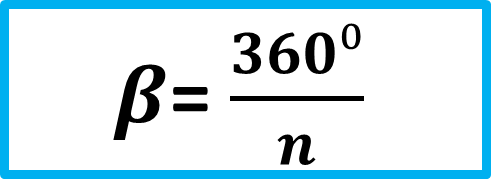 β = 360⁰ / n